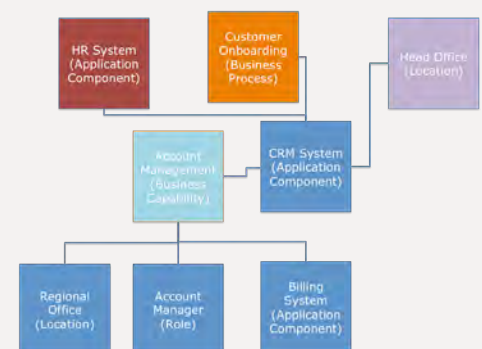 HR System
(Application
Component)
Customer
Onboarding
(Business
Process)
Head Office
(Location)
Account
Management
(Business
Capability)
CRM System
(Application
Component)
Regional
Office
(Location)
Account
Manager
(Role)
Billing
System
(Application
Component)